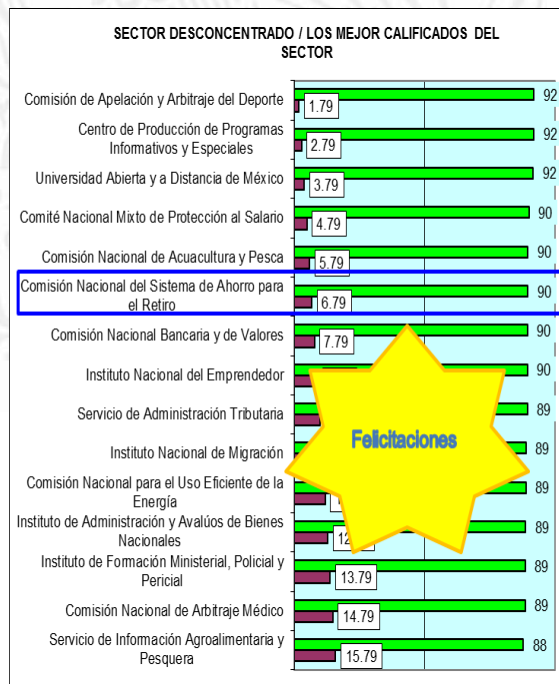 SECTOR DESCONCENTRADO / LOS MEJOR CALIFICADOS DEL
SECTOR
Comisión de Apelación y Arbitraje del Deporte
92
1.79
Centro de Producción de Programas
Informativos y Especiales
92
2.79
Universidad Abierta y a Distancia de México
92
3.79
Comité Nacional Mixto de Protección al Salario
90
4.79
Comisión Nacional de Acuacultura y Pesca
90
5.79
Comisión Nacional del Sistema de Ahorro para
el Retiro
90
6.79
Comisión Nacional Bancaria y de Valores
90
7.79
Instituto Nacional del Emprendedor
90
Servicio de Administración Tributaria
89
Felicitaciones
Instituto Nacional de Migración
89
Comisión Nacional para el Uso Eficiente de la
Energía
89
Instituto de Administración y Avalúos de Bienes
Nacionales
89
Instituto de Formación Ministerial, Policial y
Pericial
89
13.79
Comisión Nacional de Arbitraje Médico
89
14.79
Servicio de Información Agroalimentaria y
Pesquera
88
15.79